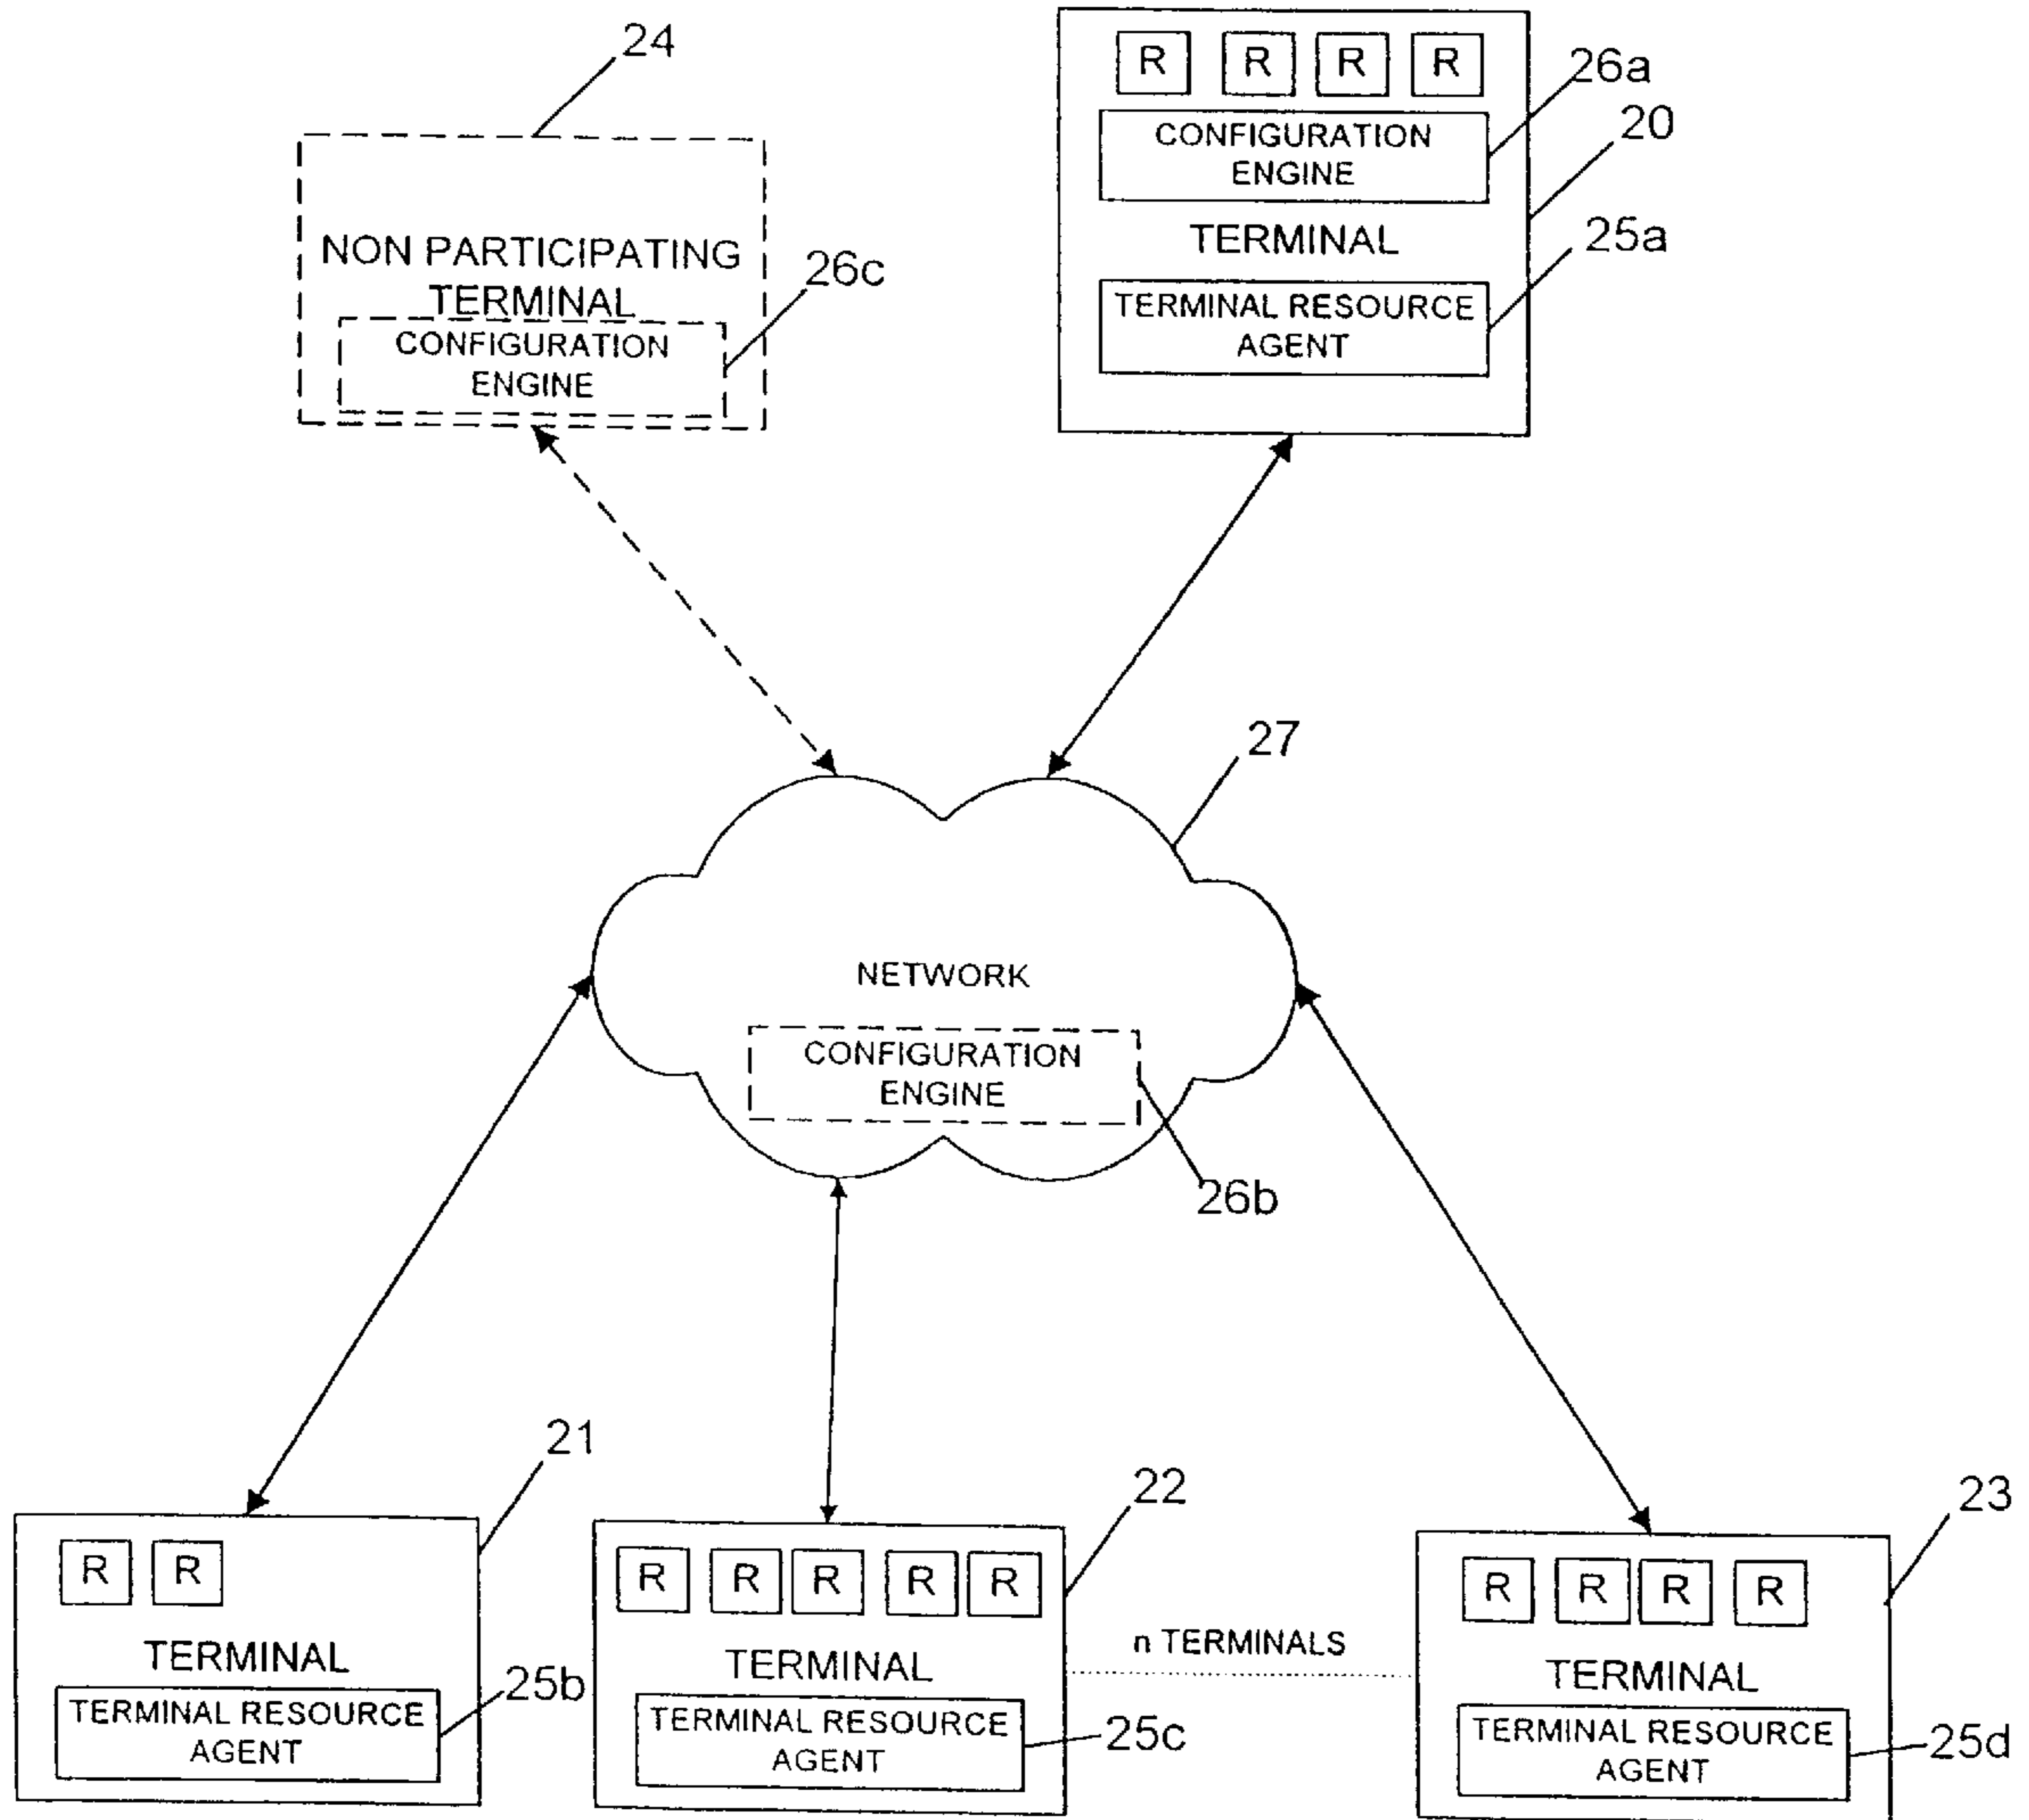 24
NON PARTICIPATING
TERMINAL
CONFIGURATION
ENGINE
26c
R R R R
CONFIGURATION
ENGINE
26a
20
TERMINAL
25a
TERMINAL RESOURCE
AGENT
27
NETWORK
CONFIGURATION
ENGINE
26b
21
R R
TERMINAL
25b
TERMINAL RESOURCE
AGENT
22
R R R R R
TERMINAL
TERMINAL RESOURCE
AGENT
25c
n TERMINALS
23
R R R R
TERMINAL
TERMINAL RESOURCE
AGENT
25d